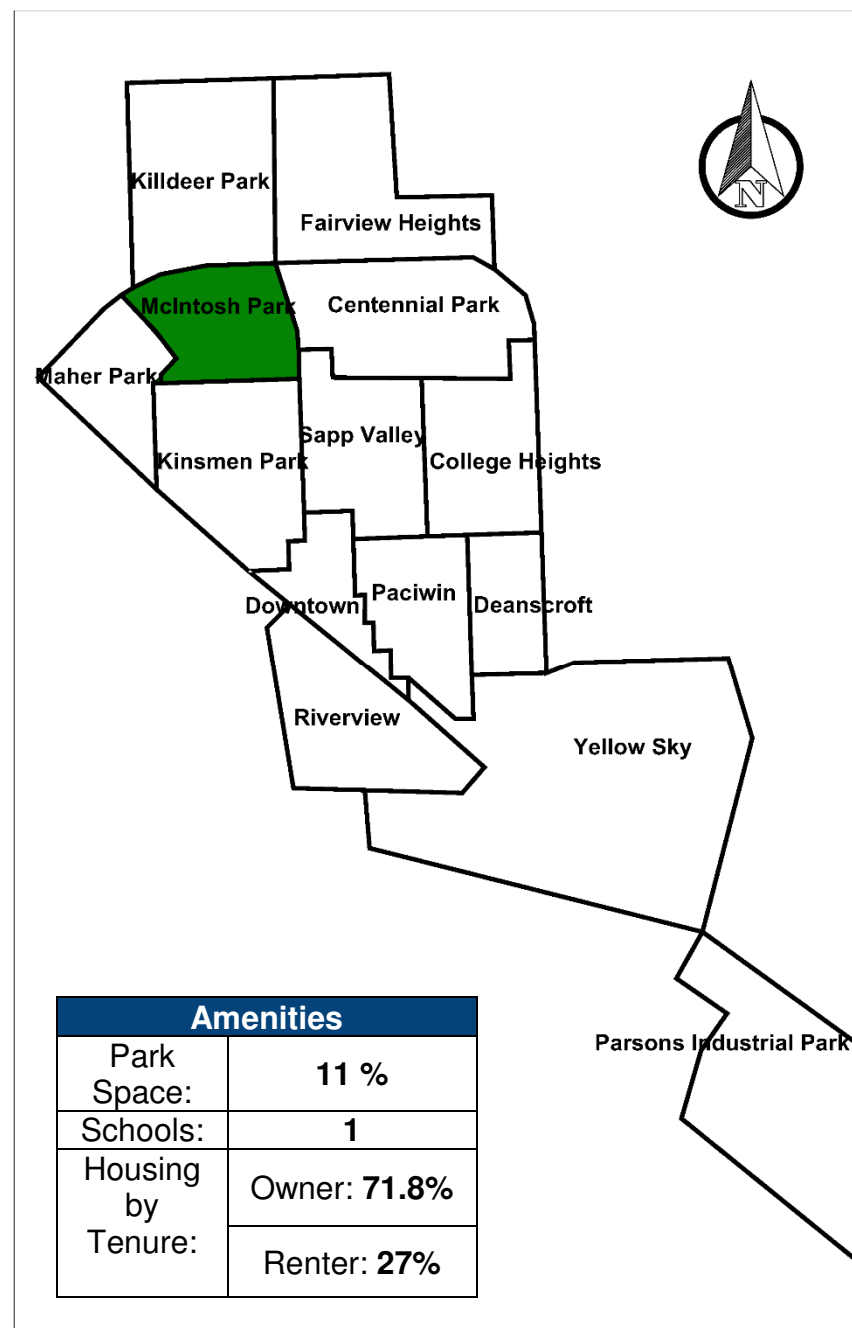 Killdeer Park
N
Fairview Heights
McIntosh Park
Centennial Park
Maher Park
Sapp Valley
Kinsmen Park
College Heights
Paciwin
Downtown
Deanscroft
Riverview
Yellow Sky
Parsons Industrial Park
Amenities
Park
Space:
11 %
Schools:
1
Housing
by
Tenure:
Owner: 71.8%
Renter: 27%